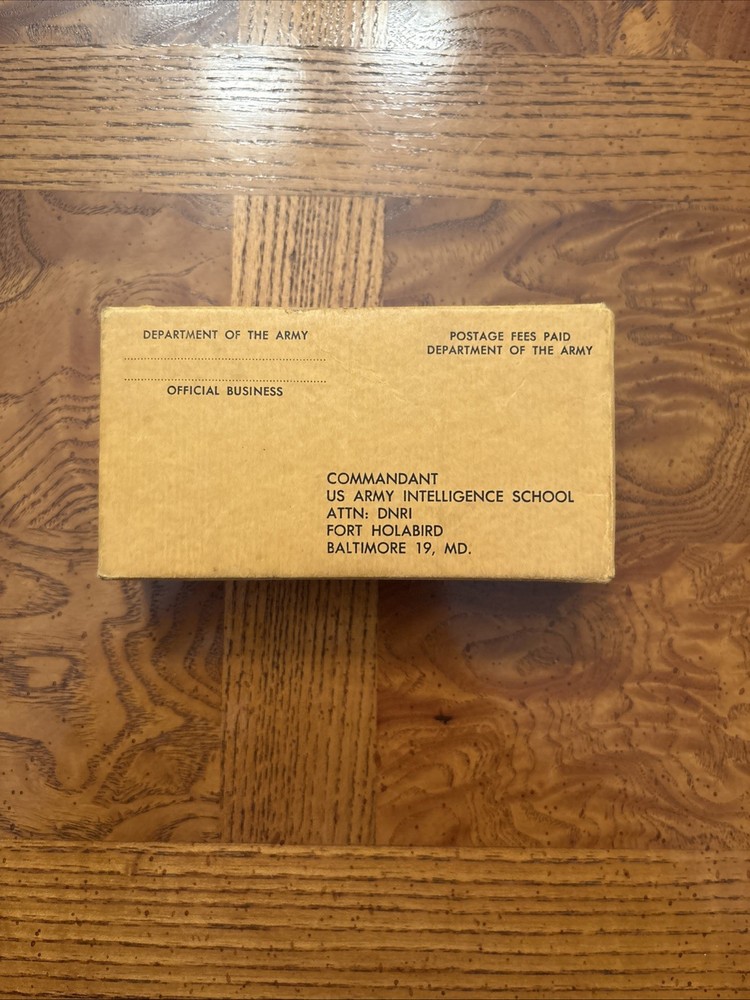 DEPARTMENT OF THE ARMY
OFFICIAL BUSINESS
POSTAGE FEES PAID
DEPARTMENT OF THE ARMY
COMMANDANT
US ARMY INTELLIGENCE SCHOOL
ATTN: DNRI
FORT HOLABIRD
BALTIMORE 19, MD.